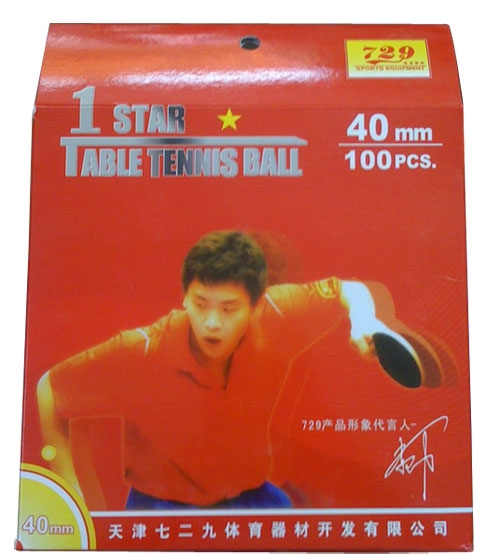 729
SPORTS EQUIPMENT
1 STAR
TABLE TENNIS BALL
40 mm
100 PCS.
729产品形象代言人-
40mm
天津七二九体育器材开发有限公司